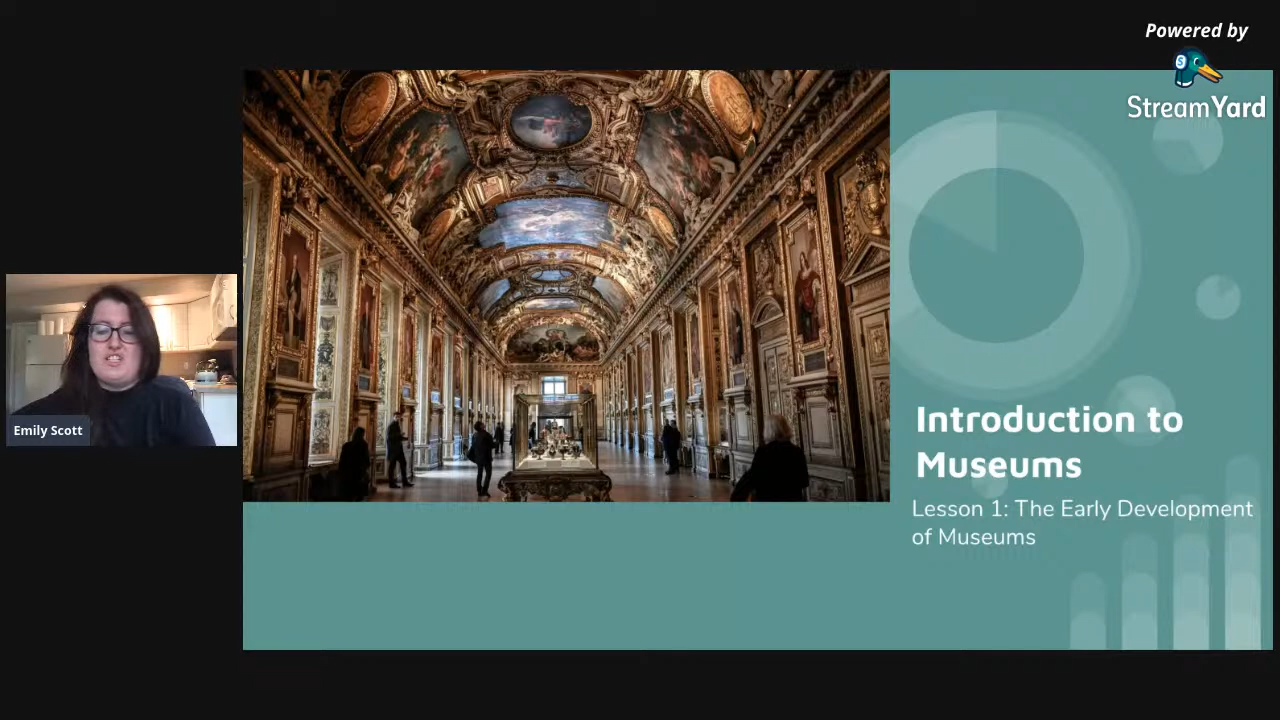 Powered by
StreamYard
Emily Scott
Introduction to
Museums
Lesson 1: The Early Development
of Museums